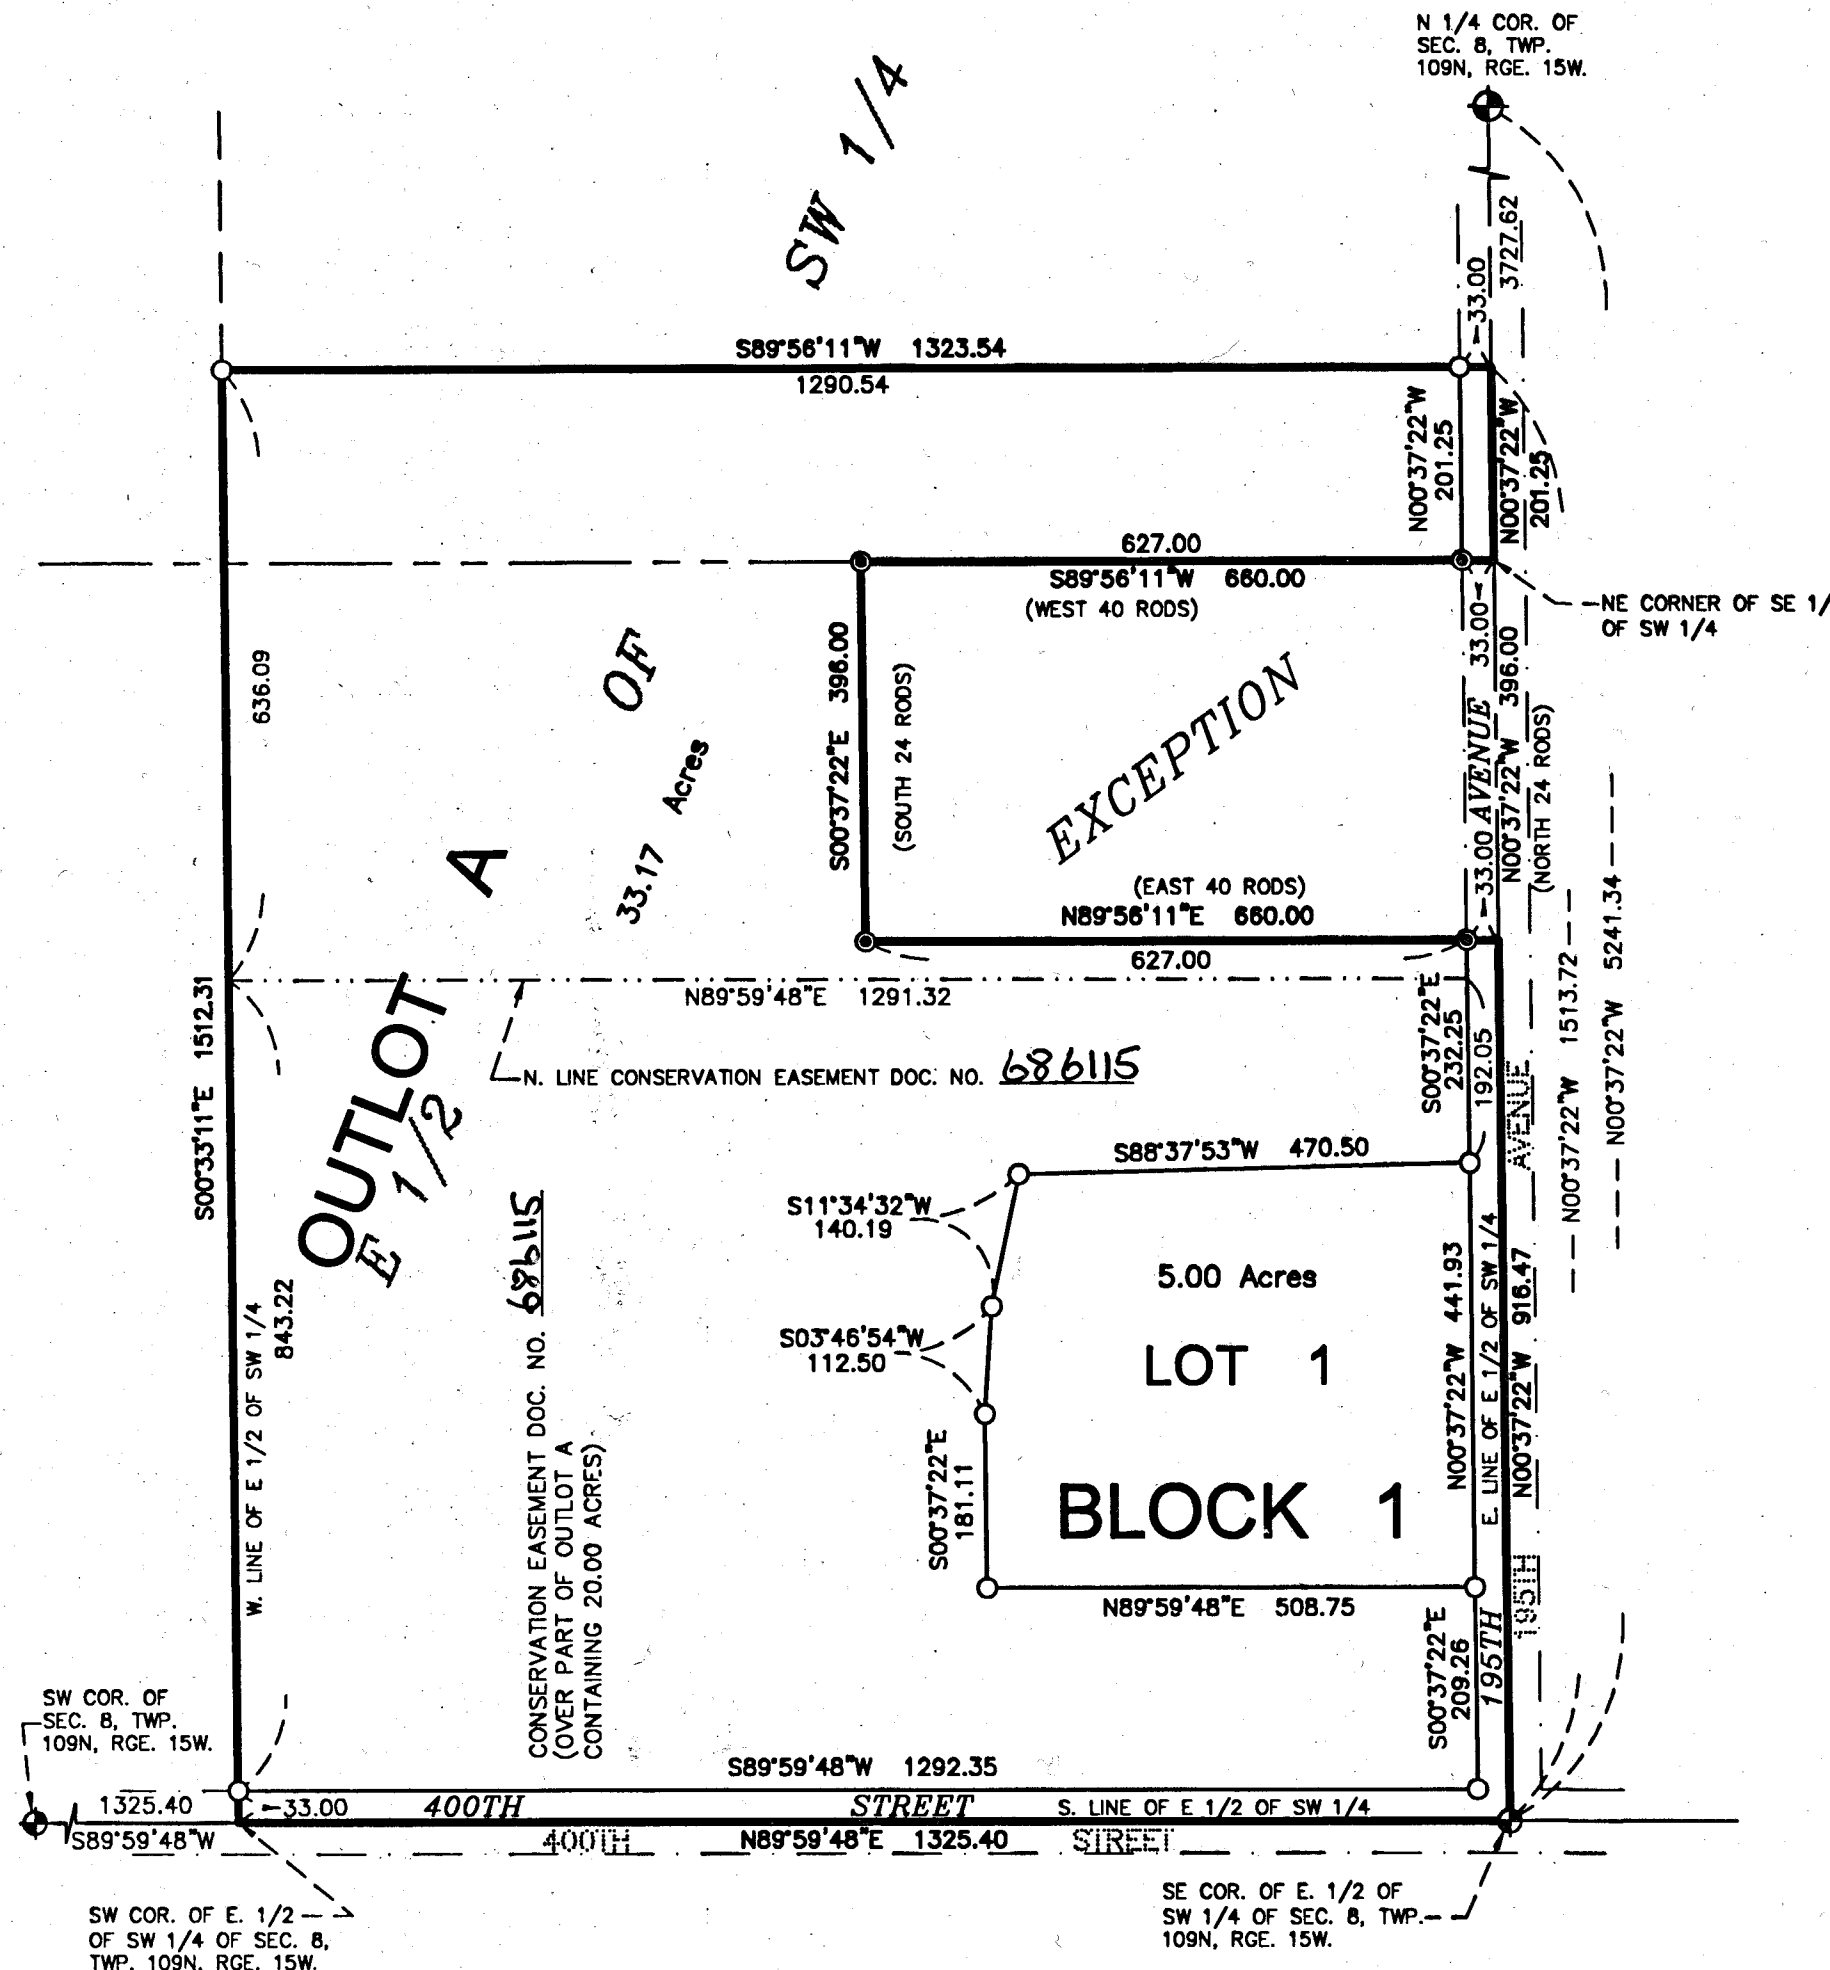 N 1/4 COR. OF
SEC. 8, TWP.
109N, RGE. 15W.
SW 1/4
3727.62
33.00
S89°56'11"W 1323.54
1290.54
N00°37'22"W
201.25
N00°37'22"W
201.25
627.00
S89°56'11"W 660.00
(WEST 40 RODS)
NE CORNER OF SE 1/
OF SW 1/4
33.00
636.09
OF
A
33.17 Acres
S00°37'22"E 396.00
(SOUTH 24 RODS)
EXCEPTION
AVENUE
33.00
N00°37'22"W 396.00
(NORTH 24 RODS)
(EAST 40 RODS)
N89°56'11"E 660.00
627.00
N00°37'22"W 1513.72
N00°37'22"W 5241.34
S00°33'11"E 1512.31
N89°59'48"E 1291.32
OUTLOT
E 1/2
N. LINE CONSERVATION EASEMENT DOC. NO. 686115
S00°37'22"E
232.25
192.05
AVENUE
S88°37'53"W 470.50
S11°34'32"W
140.19
S03°46'54"W
112.50
5.00 Acres
LOT 1
BLOCK 1
N00°37'22"W 441.93
E. LINE OF E 1/2 OF SW 1/4
N00°37'22"W 916.47
W. LINE OF E 1/2 OF SW 1/4
843.22
CONSERVATION EASEMENT DOC. NO. 686115
(OVER PART OF OUTLOT A
CONTAINING 20.00 ACRES)
S00°37'22"E
181.11
N89°59'48"E 508.75
S00°37'22"E
209.26
195TH
195TH
SW COR. OF
SEC. 8, TWP.
109N, RGE. 15W.
S89°59'48"W 1292.35
1325.40
S89°59'48"W
33.00
400TH STREET
S. LINE OF E 1/2 OF SW 1/4
400TH
N89°59'48"E 1325.40
STREET
SW COR. OF E. 1/2
OF SW 1/4 OF SEC. 8,
TWP. 109N, RGE. 15W.
SE COR. OF E. 1/2 OF
SW 1/4 OF SEC. 8, TWP.
109N, RGE. 15W.